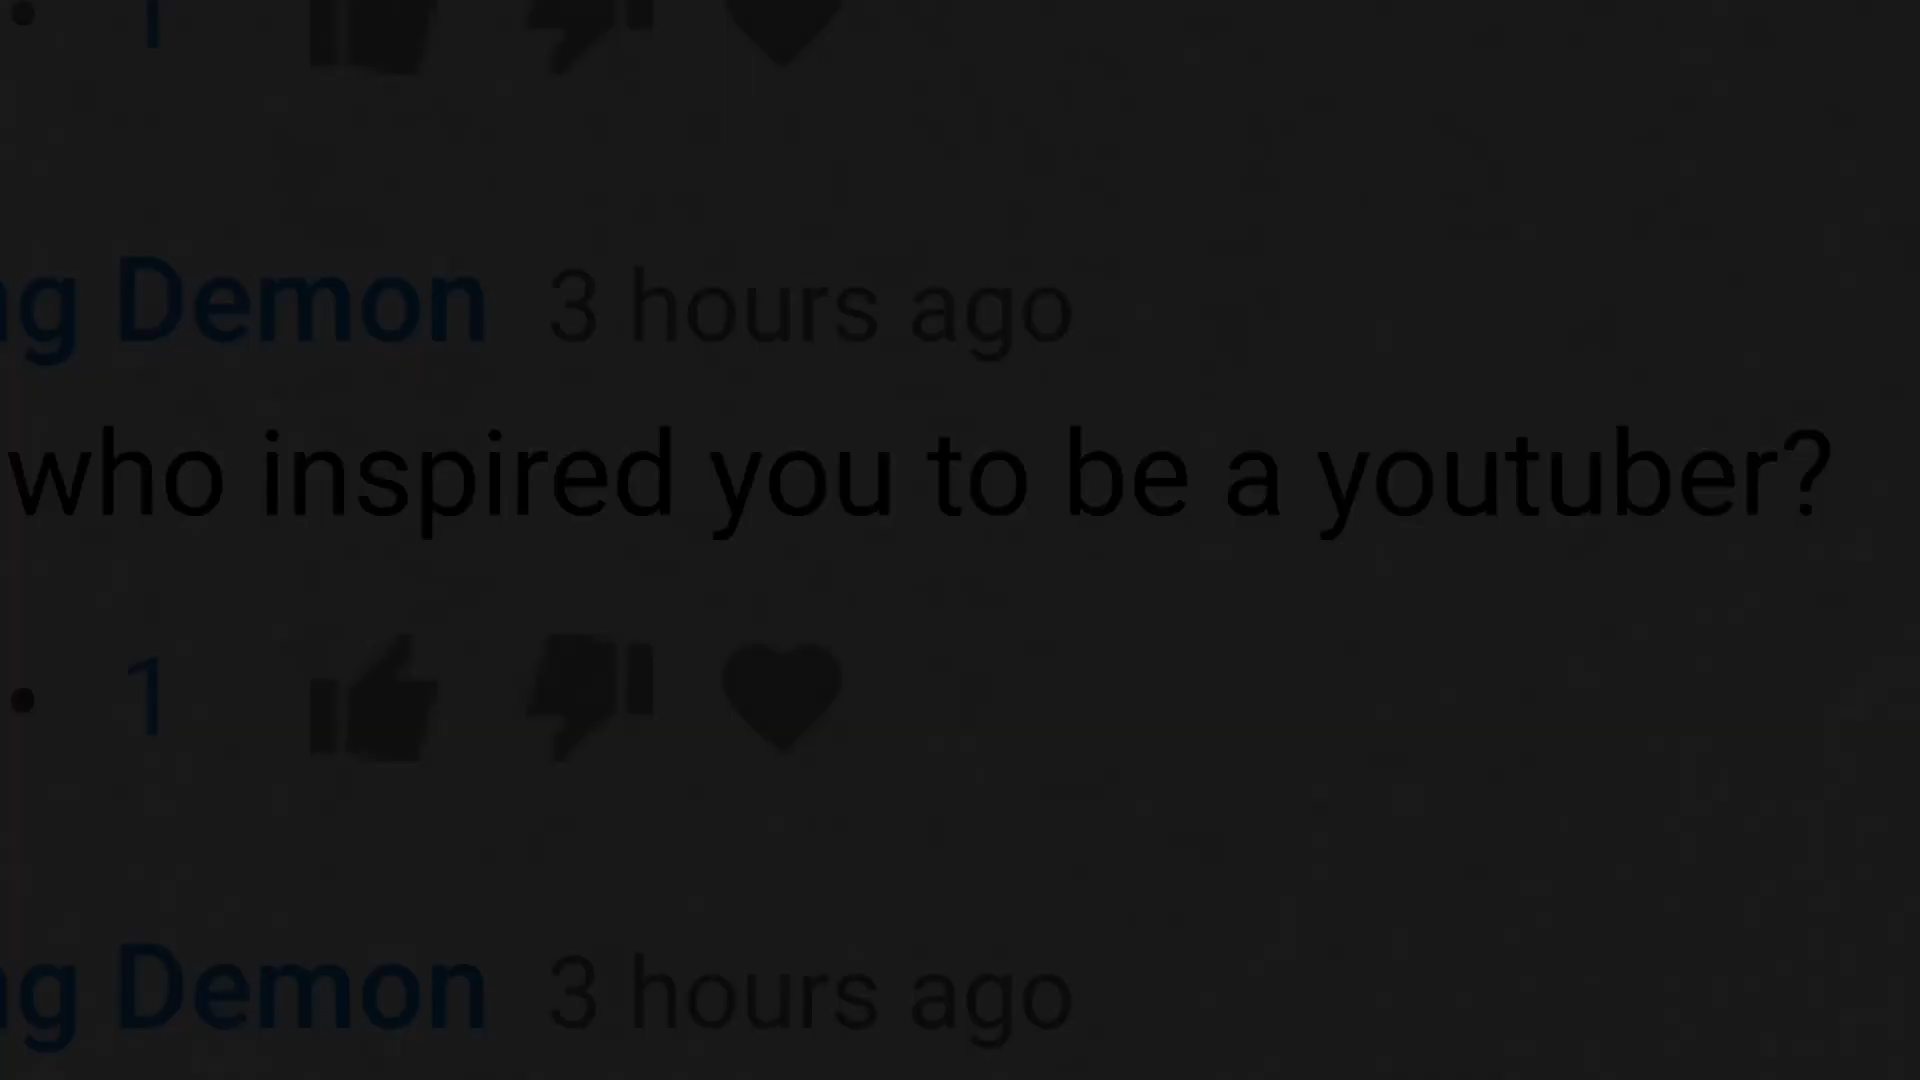 1
ng Demon 3 hours ago
who inspired you to be a youtuber?
• 1
ng Demon 3 hours ago